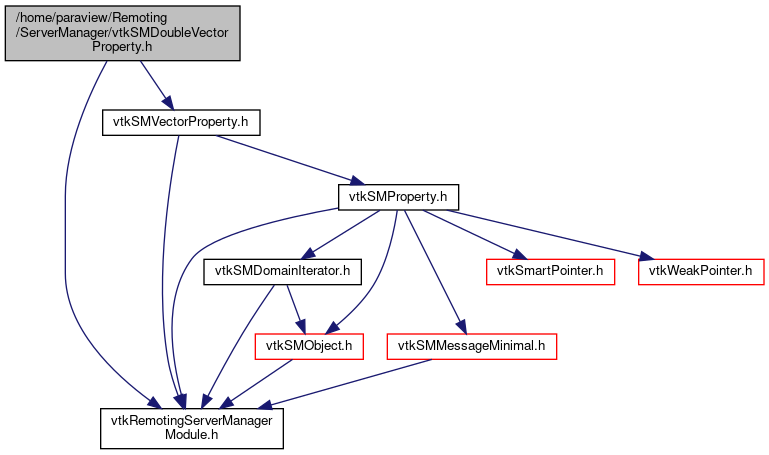 /home/paraview/Remoting
/ServerManager/vtkSMDoubleVector
Property.h
vtkSMVectorProperty.h
vtkSMProperty.h
vtkSMDomainIterator.h
vtkSmartPointer.h
vtkWeakPointer.h
vtkSMObject.h
vtkSMMessageMinimal.h
vtkRemotingServerManager
Module.h